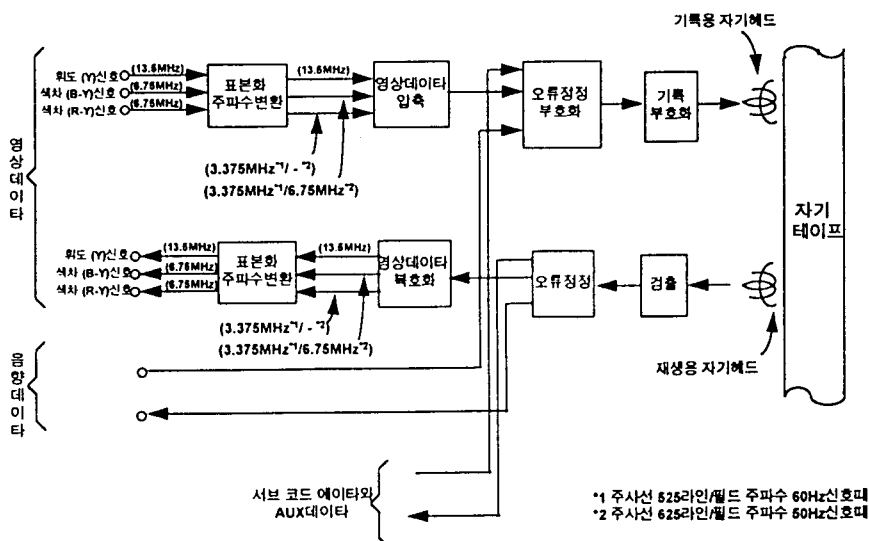 기록용 자기헤드
영상데이타
휘도 (Y)신호
(13.5MHz)
색차 (B-Y)신호
(6.75MHz)
색차 (R-Y)신호
(6.75MHz)
표본화
주파수변환
(13.5MHz)
영상데이타
압축
오류정정
부호화
기록
부호화
(3.375MHz*1/ - *2)
(3.375MHz*1/6.75MHz*2)
자기
테이프
휘도 (Y)신호
(13.5MHz)
색차 (B-Y)신호
(6.75MHz)
색차 (R-Y)신호
(6.75MHz)
표본화
주파수변환
(13.5MHz)
영상데이타
복호화
오류정정
검출
(3.375MHz*1/ - *2)
(3.375MHz*1/6.75MHz*2)
재생용 자기헤드
음향데이타
서브 코드 에이타와
AUX데이타
*1 주사선 525라인/필드 주파수 60Hz신호때
*2 주사선 625라인/필드 주파수 50Hz신호때